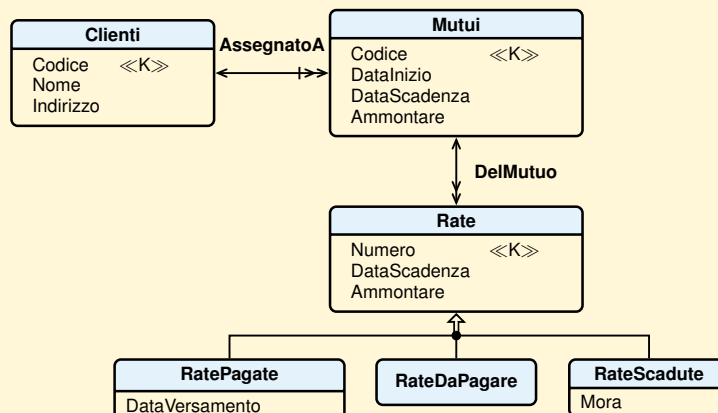 Clienti
Codice ≪K≫
Nome
Indirizzo
AssegnatoA
Mutui
Codice ≪K≫
DataInizio
DataScadenza
Ammontare
DelMutuo
Rate
Numero ≪K≫
DataScadenza
Ammontare
RatePagate
DataVersamento
RateDaPagare
RateScadute
Mora